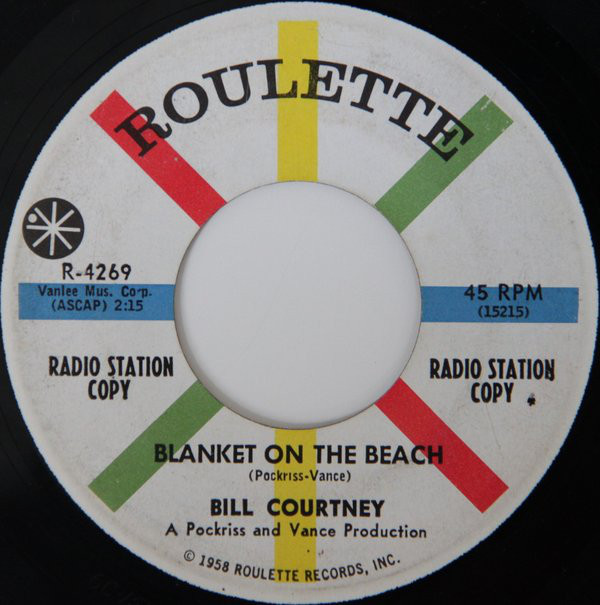 ROULETTE
R-4269
Vanlee Mus. Corp.
(ASCAP) 2:15
45 RPM
(15215)
RADIO STATION
COPY
RADIO STATION
COPY
BLANKET ON THE BEACH
(Pockriss-Vance)
BILL COURTNEY
A Pockriss and Vance Production
© 1958 ROULETTE RECORDS, INC.